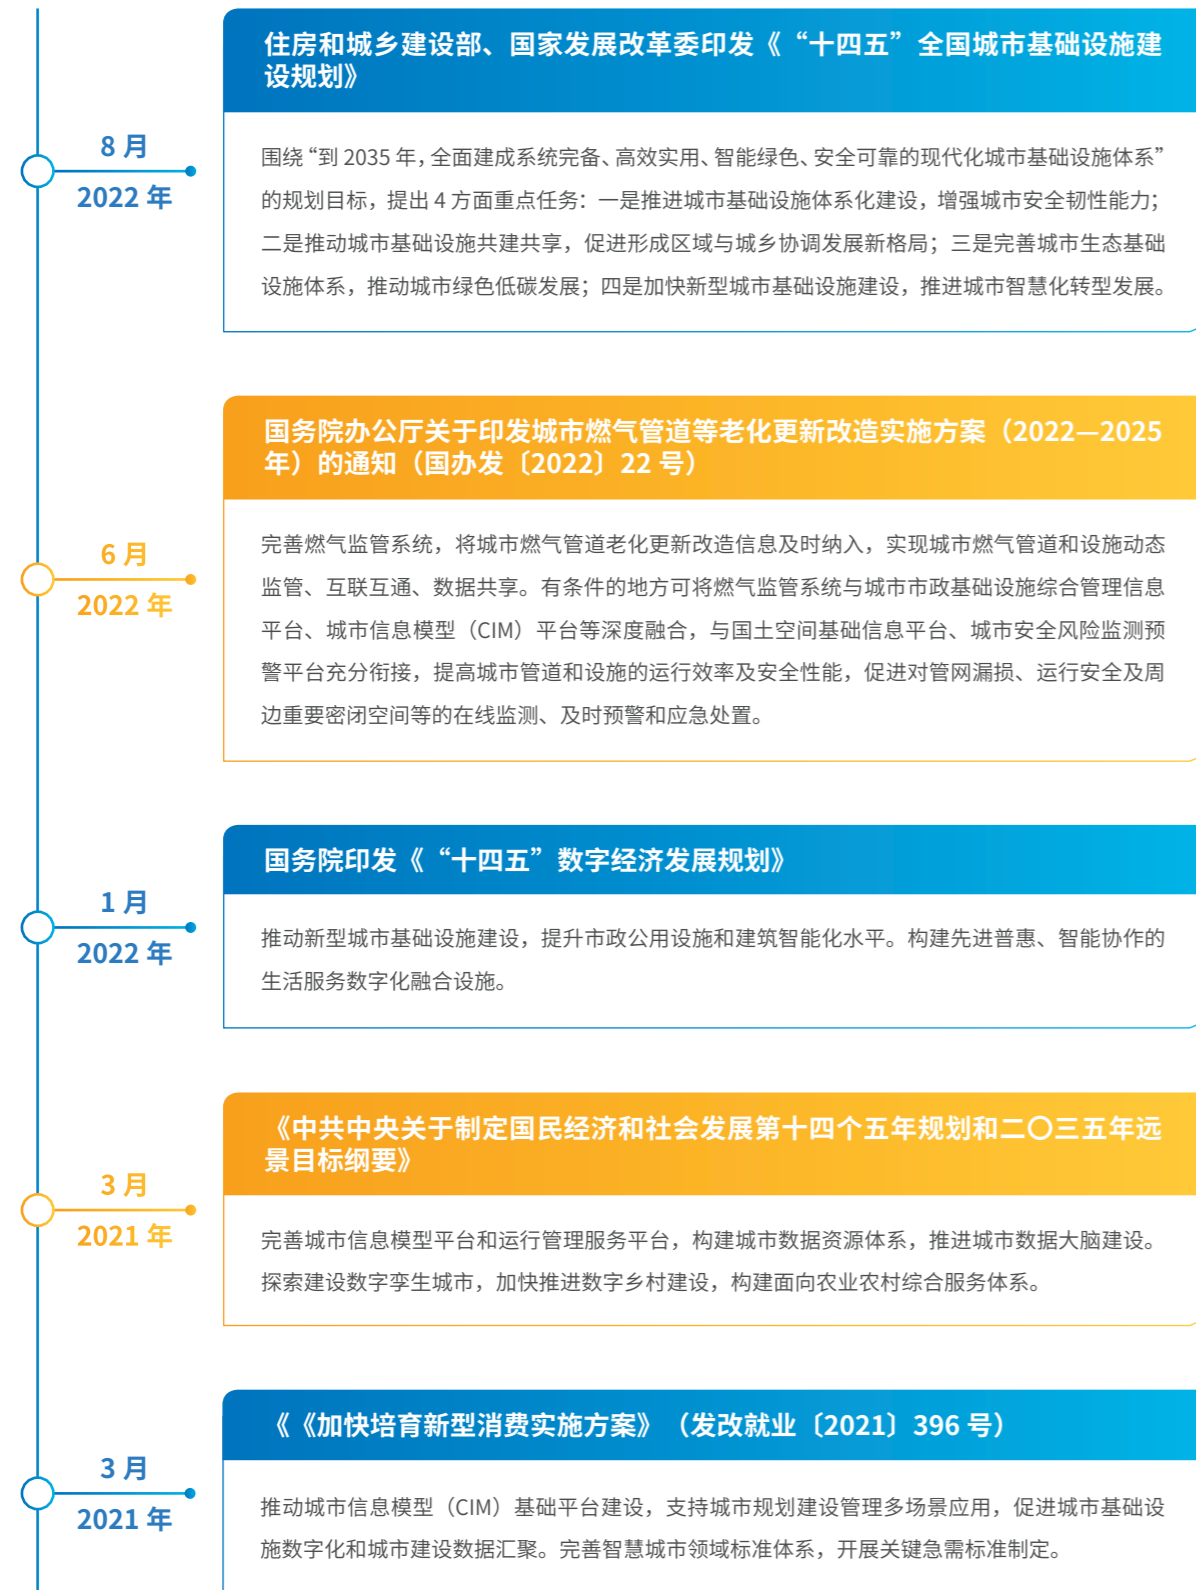 住房和城乡建设部、国家发展改革委印发《“十四五”全国城市基础设施建
设规划》
8 月
2022 年
围绕“到 2035 年，全面建成系统完备、高效实用、智能绿色、安全可靠的现代化城市基础设施体系”
的规划目标，提出 4 方面重点任务：一是推进城市基础设施体系化建设，增强城市安全韧性能力；
二是推动城市基础设施共建共享，促进形成区域与城乡协调发展新格局；三是完善城市生态基础
设施体系，推动城市绿色低碳发展；四是加快新型城市基础设施建设，推进城市智慧化转型发展。
国务院办公厅关于印发城市燃气管道等老化更新改造实施方案（2022—2025
年）的通知（国办发〔2022〕22 号）
6 月
2022 年
完善燃气监管系统，将城市燃气管道老化更新改造信息及时纳入，实现城市燃气管道和设施动态
监管、互联互通、数据共享。有条件的地方可将燃气监管系统与城市市政基础设施综合管理信息
平台、城市信息模型（CIM）平台等深度融合，与国土空间基础信息平台、城市安全风险监测预
警平台充分衔接，提高城市管道和设施的运行效率及安全性能，促进对管网漏损、运行安全及周
边重要密闭空间等的在线监测、及时预警和应急处置。
国务院印发《“十四五”数字经济发展规划》
1 月
2022 年
推动新型城市基础设施建设，提升市政公用设施和建筑智能化水平。构建先进普惠、智能协作的
生活服务数字化融合设施。
《中共中央关于制定国民经济和社会发展第十四个五年规划和二〇三五年远
景目标纲要》
3 月
2021 年
完善城市信息模型平台和运行管理服务平台，构建城市数据资源体系，推进城市数据大脑建设。
探索建设数字孪生城市，加快推进数字乡村建设，构建面向农业农村综合服务体系。
《《加快培育新型消费实施方案》（发改就业〔2021〕396 号）
3 月
2021 年
推动城市信息模型（CIM）基础平台建设，支持城市规划建设管理多场景应用，促进城市基础设
施数字化和城市建设数据汇聚。完善智慧城市领域标准体系，开展关键急需标准制定。